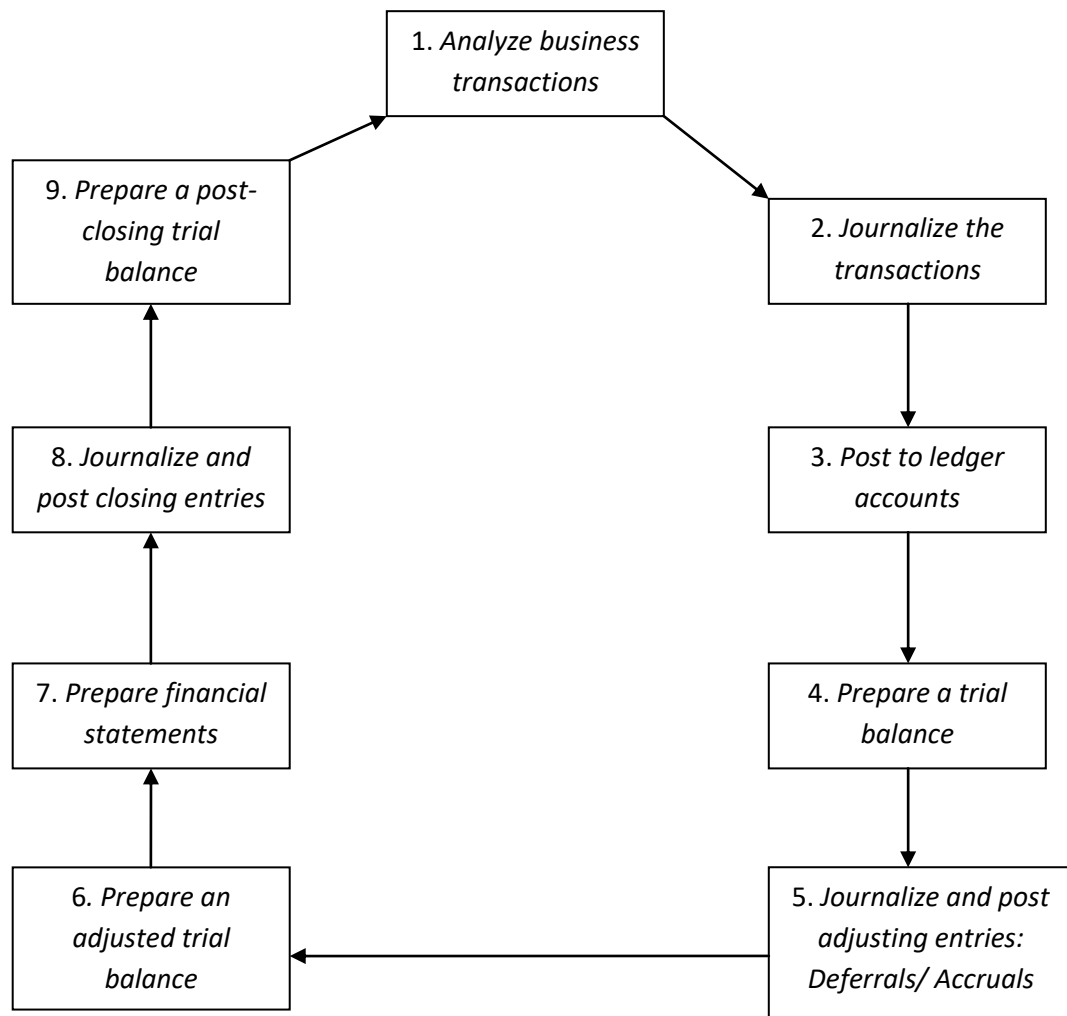 1. Analyze business
transactions
2. Journalize the
transactions
3. Post to ledger
accounts
4. Prepare a trial
balance
5. Journalize and post
adjusting entries:
Deferrals/ Accruals
6. Prepare an
adjusted trial
balance
7. Prepare financial
statements
8. Journalize and
post closing entries
9. Prepare a post-
closing trial
balance